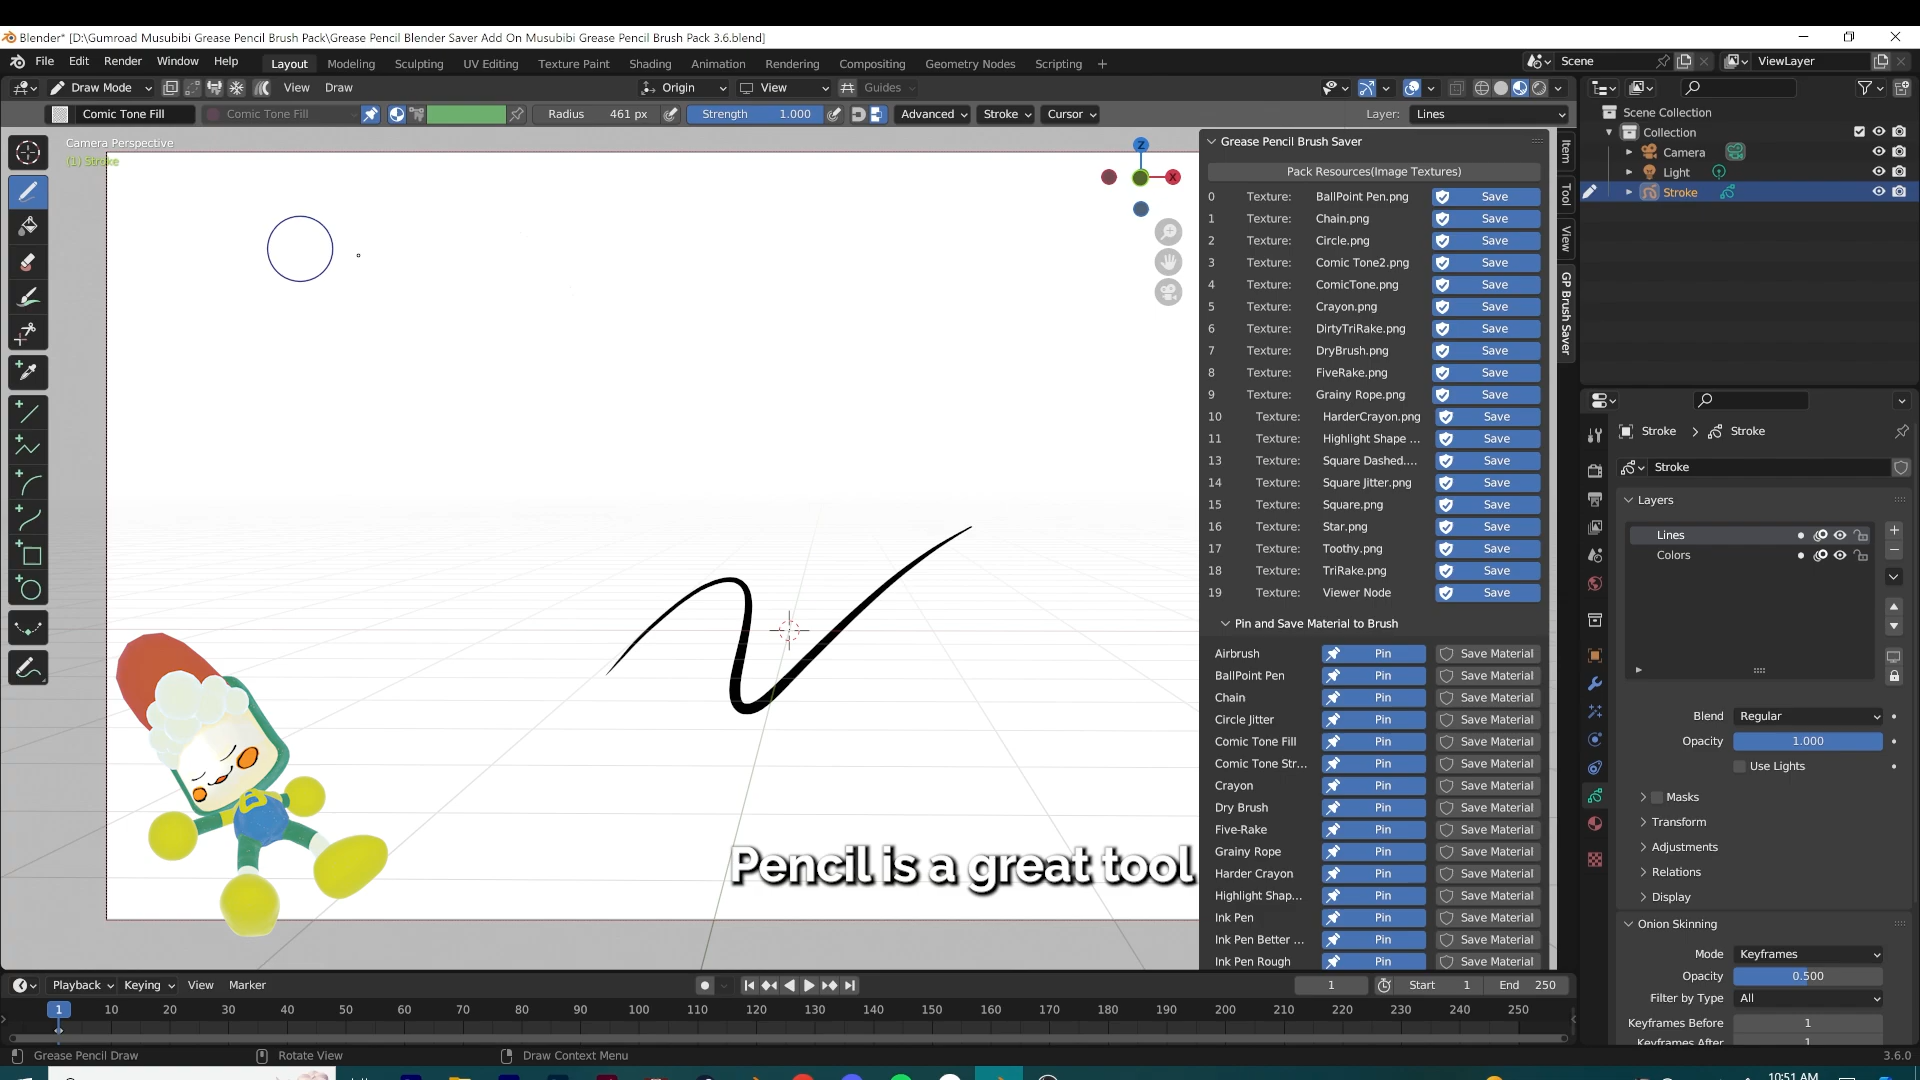 Blender* [D:\Gumroad Musubibi Grease Pencil Brush Pack\Grease Pencil Blender Saver Add On Musubibi Grease Pencil Brush Pack 3.6.blend]
File Edit Render Window Help Layout Modeling Sculpting UV Editing Texture Paint Shading Animation Rendering Compositing Geometry Nodes Scripting + Scene ViewLayer
Draw Mode View Draw Origin View Guides
Comic Tone Fill Comic Tone Fill Radius 461 px Strength 1.000 Advanced Stroke Cursor Layer: Lines
Camera Perspective
(1) Stroke
Z
X
Pencil is a great tool
Grease Pencil Brush Saver
Pack Resources(Image Textures)
0 Texture: BallPoint Pen.png Save
1 Texture: Chain.png Save
2 Texture: Circle.png Save
3 Texture: Comic Tone2.png Save
4 Texture: ComicTone.png Save
5 Texture: Crayon.png Save
6 Texture: DirtyTriRake.png Save
7 Texture: DryBrush.png Save
8 Texture: FiveRake.png Save
9 Texture: Grainy Rope.png Save
10 Texture: HarderCrayon.png Save
11 Texture: Highlight Shape ... Save
13 Texture: Square Dashed.... Save
14 Texture: Square Jitter.png Save
15 Texture: Square.png Save
16 Texture: Star.png Save
17 Texture: Toothy.png Save
18 Texture: TriRake.png Save
19 Texture: Viewer Node Save
Pin and Save Material to Brush
Airbrush Pin Save Material
BallPoint Pen Pin Save Material
Chain Pin Save Material
Circle Jitter Pin Save Material
Comic Tone Fill Pin Save Material
Comic Tone Str... Pin Save Material
Crayon Pin Save Material
Dry Brush Pin Save Material
Five-Rake Pin Save Material
Grainy Rope Pin Save Material
Harder Crayon Pin Save Material
Highlight Shap... Pin Save Material
Ink Pen Pin Save Material
Ink Pen Better ... Pin Save Material
Ink Pen Rough Pin Save Material
Item
Tool
View
GP Brush Saver
Scene Collection
Collection
Camera
Light
Stroke
Stroke > Stroke
Stroke
Layers
Lines
Colors
Blend Regular
Opacity 1.000
Use Lights
Masks
Transform
Adjustments
Relations
Display
Onion Skinning
Mode Keyframes
Opacity 0.500
Filter by Type All
Keyframes Before 1
Keyframes After 1
Playback Keying View Marker 1 Start 1 End 250
1 10 20 30 40 50 60 70 80 90 100 110 120 130 140 150 160 170 180 190 200 210 220 230 240 250
Grease Pencil Draw Rotate View Draw Context Menu 3.6.0
10:51 AM